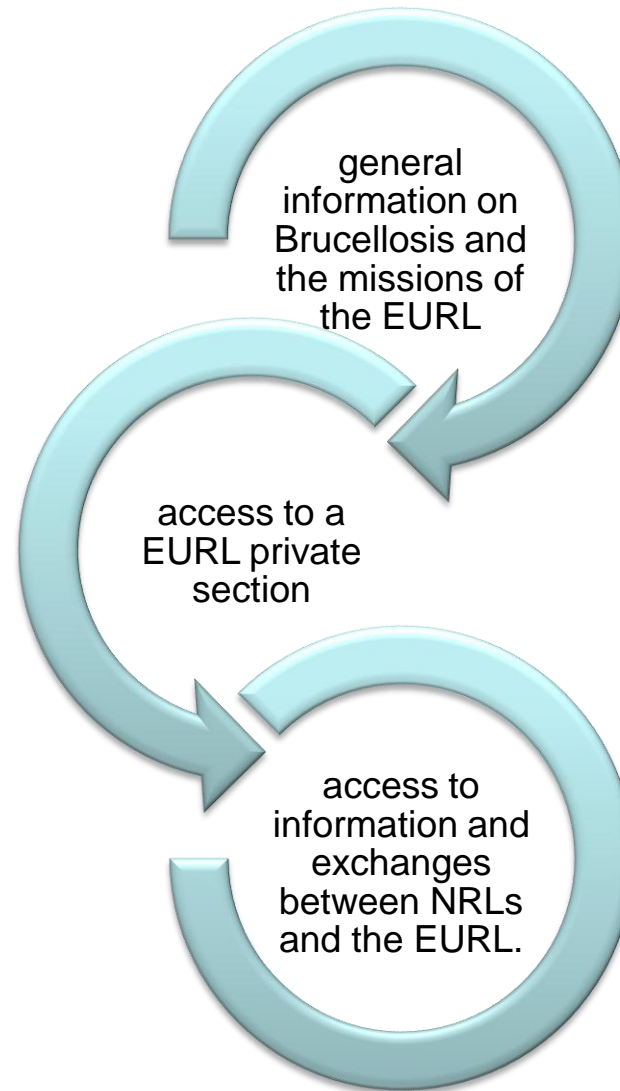 general
information on
Brucellosis and
the missions of
the EURL
access to a
EURL private
section
access to
information and
exchanges
between NRLs
and the EURL.